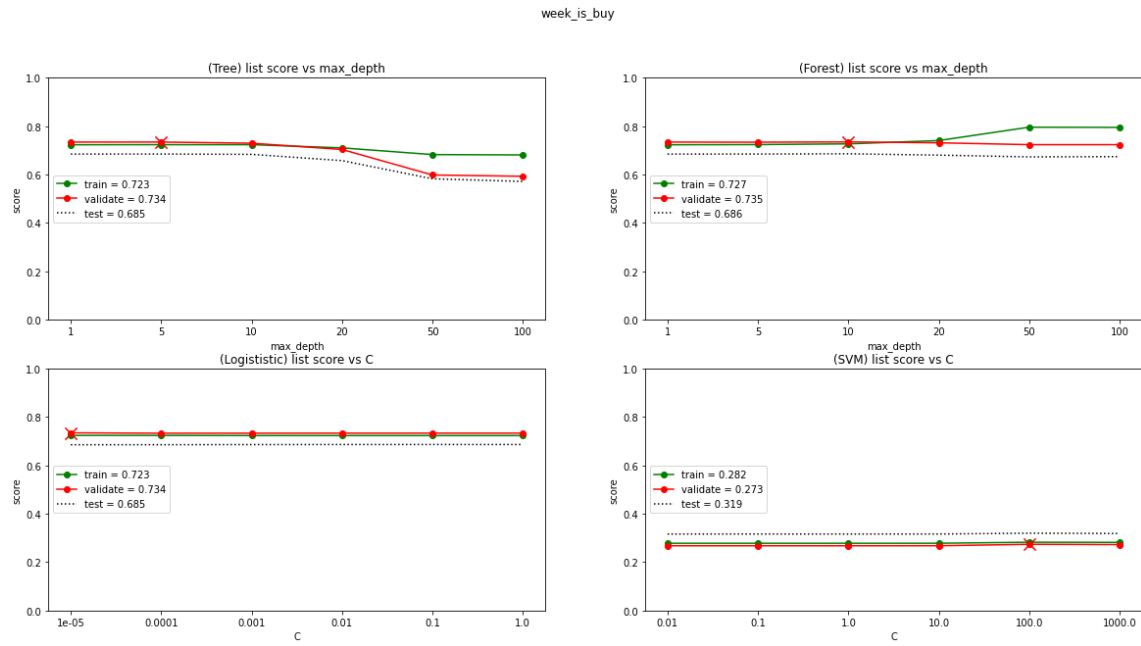 week_is_buy
(Tree) list score vs max_depth
1.0
0.8
0.6
0.4
0.2
0.0
score
train = 0.723
validate = 0.734
test = 0.685
1 5 10 20 50 100
max_depth
(Forest) list score vs max_depth
1.0
0.8
0.6
0.4
0.2
0.0
score
train = 0.727
validate = 0.735
test = 0.686
1 5 10 20 50 100
max_depth
(Logististic) list score vs C
1.0
0.8
0.6
0.4
0.2
0.0
score
train = 0.723
validate = 0.734
test = 0.685
1e-05 0.0001 0.001 0.01 0.1 1.0
C
(SVM) list score vs C
1.0
0.8
0.6
0.4
0.2
0.0
score
train = 0.282
validate = 0.273
test = 0.319
0.01 0.1 1.0 10.0 100.0 1000.0
C